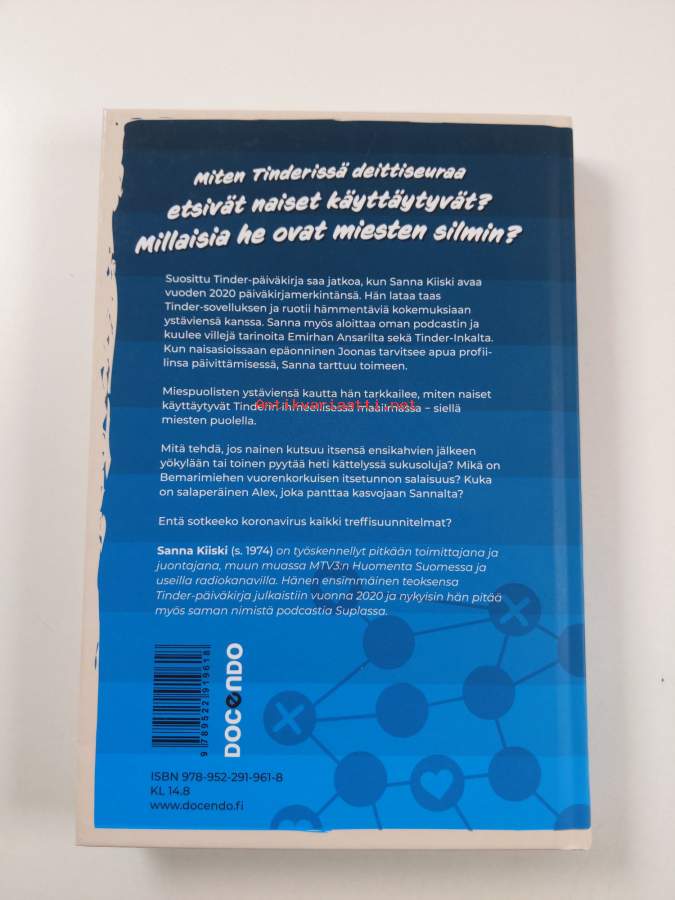 Miten Tinderissä deittiseuraa
etsivät naiset käyttäytyvät?
Millaisia he ovat miesten silmin?
Suosittu Tinder-päiväkirja saa jatkoa, kun Sanna Kiiski avaa
vuoden 2020 päiväkirjamerkintänsä. Hän lataa taas
Tinder-sovelluksen ja ruotii hämmentäviä kokemuksiaan
ystäviensä kanssa. Sanna myös aloittaa oman podcastin ja
kuulee villejä tarinoita Emirhan Ansarilta sekä Tinder-Inkalta.
Kun naisasioissaan epäonninen Joonas tarvitsee apua profii-
linsa päivittämisessä, Sanna tarttuu toimeen.
Miespuolisten ystäviensä kautta hän tarkkailee, miten naiset
käyttäytyvät Tinderin ihmeellisessä maailmassa – siellä
miesten puolella.
Antikvariaatti.net
Mitä tehdä, jos nainen kutsuu itsensä ensikahvien jälkeen
yökylään tai toinen pyytää heti kättelyssä sukusoluja? Mikä on
Bemarimiehen vuorenkorkuisen itsetunnon salaisuus? Kuka
on salaperäinen Alex, joka panttaa kasvojaan Sannalta?
Entä sotkeeko koronavirus kaikki treffisuunnitelmat?
Sanna Kiiski (s. 1974) on työskennellyt pitkään toimittajana ja
juontajana, muun muassa MTV3:n Huomenta Suomessa ja
useilla radiokanavilla. Hänen ensimmäinen teoksensa
Tinder-päiväkirja julkaistiin vuonna 2020 ja nykyisin hän pitää
myös saman nimistä podcastia Suplassa.
9 789522 919618
DOCENDO
ISBN 978-952-291-961-8
KL 14.8
www.docendo.fi